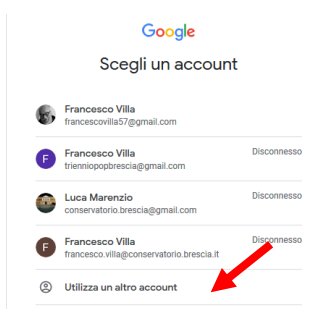 Google
Scegli un account
Francesco Villa
francescovilla57@gmail.com
Francesco Villa
trienniopopbrescia@gmail.com
Disconnesso
Luca Marenzio
conservatorio.brescia@gmail.com
Disconnesso
Francesco Villa
francesco.villa@conservatorio.brescia.it
Disconnesso
Utilizza un altro account